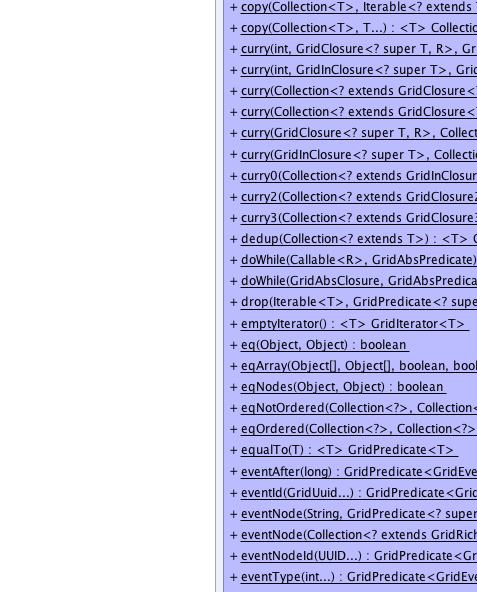 + copy(Collection<T>, Iterable<? extends
+ copy(Collection<T>, T...) : <T> Collectio
+ curry(int, GridClosure<? super T, R>, Gr
+ curry(int, GridInClosure<? super T>, Grid
+ curry(Collection<? extends GridClosure<
+ curry(Collection<? extends GridClosure<
+ curry(GridClosure<? super T, R>, Collect
+ curry(GridInClosure<? super T>, Collecti
+ curry0(Collection<? extends GridInClosur
+ curry2(Collection<? extends GridClosure2
+ curry3(Collection<? extends GridClosure3
+ dedup(Collection<? extends T>) : <T> C
+ doWhile(Callable<R>, GridAbsPredicate)
+ doWhile(GridAbsClosure, GridAbsPredica
+ drop(Iterable<T>, GridPredicate<? supe
+ emptyIterator() : <T> GridIterator<T>
+ eq(Object, Object) : boolean
+ eqArray(Object[], Object[], boolean, bool
+ eqNodes(Object, Object) : boolean
+ eqNotOrdered(Collection<?>, Collection<
+ eqOrdered(Collection<?>, Collection<?>
+ equalTo(T) : <T> GridPredicate<T>
+ eventAfter(long) : GridPredicate<GridEve
+ eventId(GridUuid...) : GridPredicate<Grid
+ eventNode(String, GridPredicate<? super
+ eventNode(Collection<? extends GridRich
+ eventNodeId(UUID...) : GridPredicate<Gr
+ eventType(int...) : GridPredicate<GridEve